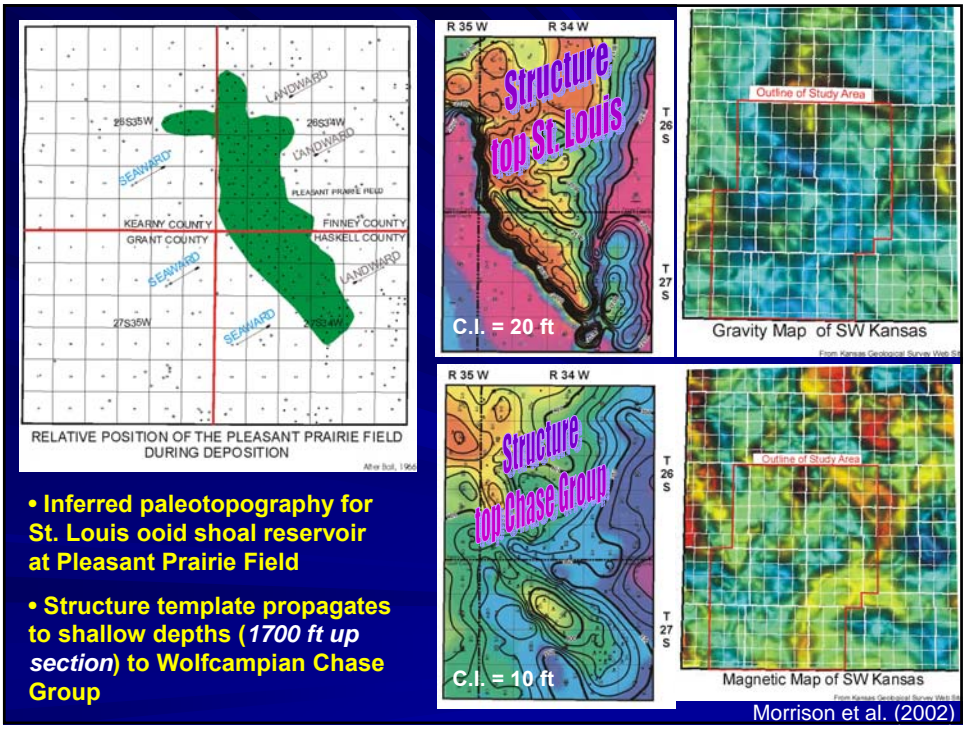 LANDWARD
26S35W
26S34W
LANDWARD
SEAWARD
PLEASANT PRAIRIE FIELD
KEARNY COUNTY
FINNEY COUNTY
GRANT COUNTY
HASKELL COUNTY
SEAWARD
LANDWARD
27S35W
SEAWARD
27S34W
RELATIVE POSITION OF THE PLEASANT PRAIRIE FIELD
DURING DEPOSITION
After Ball, 1966
• Inferred paleotopography for
St. Louis ooid shoal reservoir
at Pleasant Prairie Field
• Structure template propagates
to shallow depths (1700 ft up
section) to Wolfcampian Chase
Group
R 35 W
R 34 W
Structure
top St. Louis
T
26
S
T
27
S
C.I. = 20 ft
Outline of Study Area
Gravity Map of SW Kansas
From Kansas Geological Survey Web Sit
R 35 W
R 34 W
Structure
top Chase Group
T
26
S
T
27
S
C.I. = 10 ft
Outline of Study Area
Magnetic Map of SW Kansas
From Kansas Geological Survey Web Sit
Morrison et al. (2002)